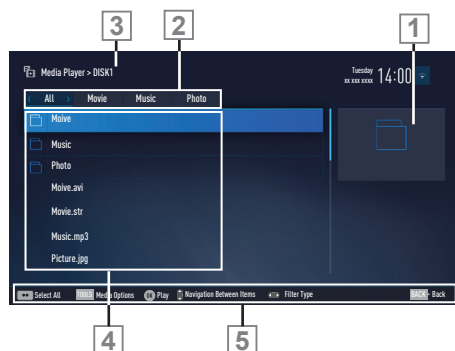 3 2 1
Media Player > DISK1
Tuesday
xx xxx xxxx
14:00
‹ All › Movie Music Photo
Moive
Music
Photo
Moive.avi
Movie.str
Music.mp3
Picture.jpg
Select All TOOLS Media Options OK Play Navigation Between Items Filter Type BACK - Back
4 5